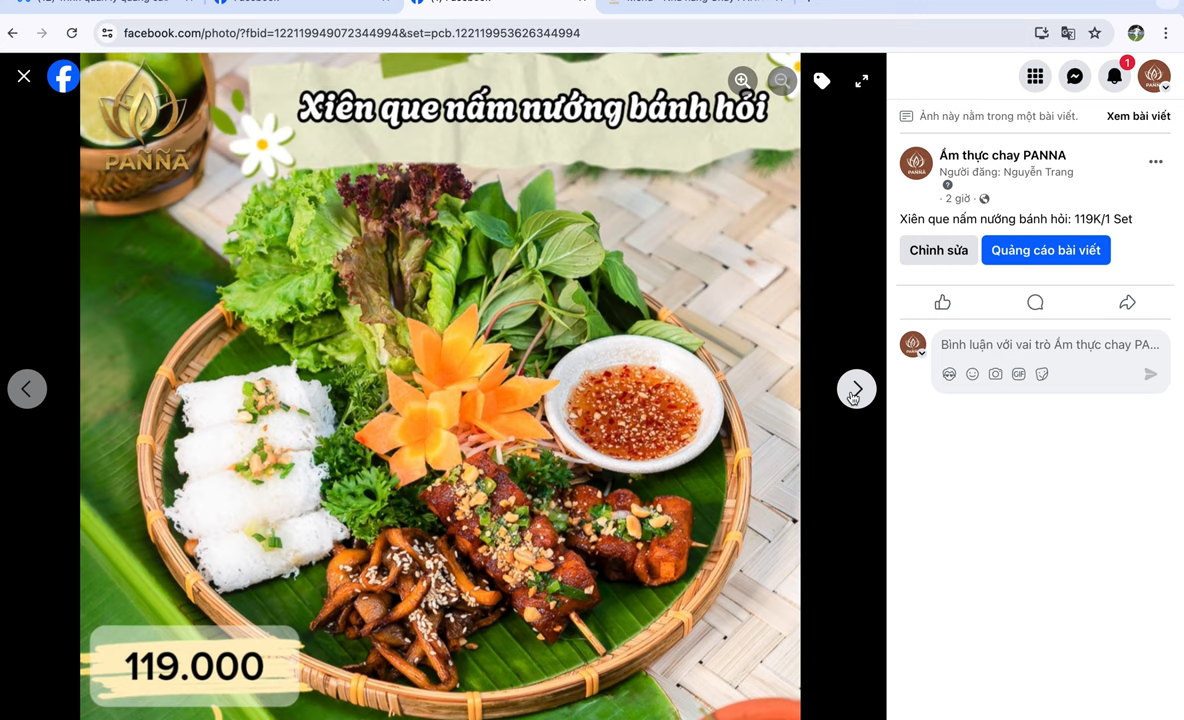 facebook.com/photo/?fbid=122119949072344994&set=pcb.122119953626344994
PANNA
Xiên que nấm nướng bánh hỏi
119.000
1
Ảnh này nằm trong một bài viết.
Xem bài viết
Ẩm thực chay PANNA
Người đăng: Nguyễn Trang
· 2 giờ ·
Xiên que nấm nướng bánh hỏi: 119K/1 Set
Chỉnh sửa
Quảng cáo bài viết
Bình luận với vai trò Ẩm thực chay PA...
GIF